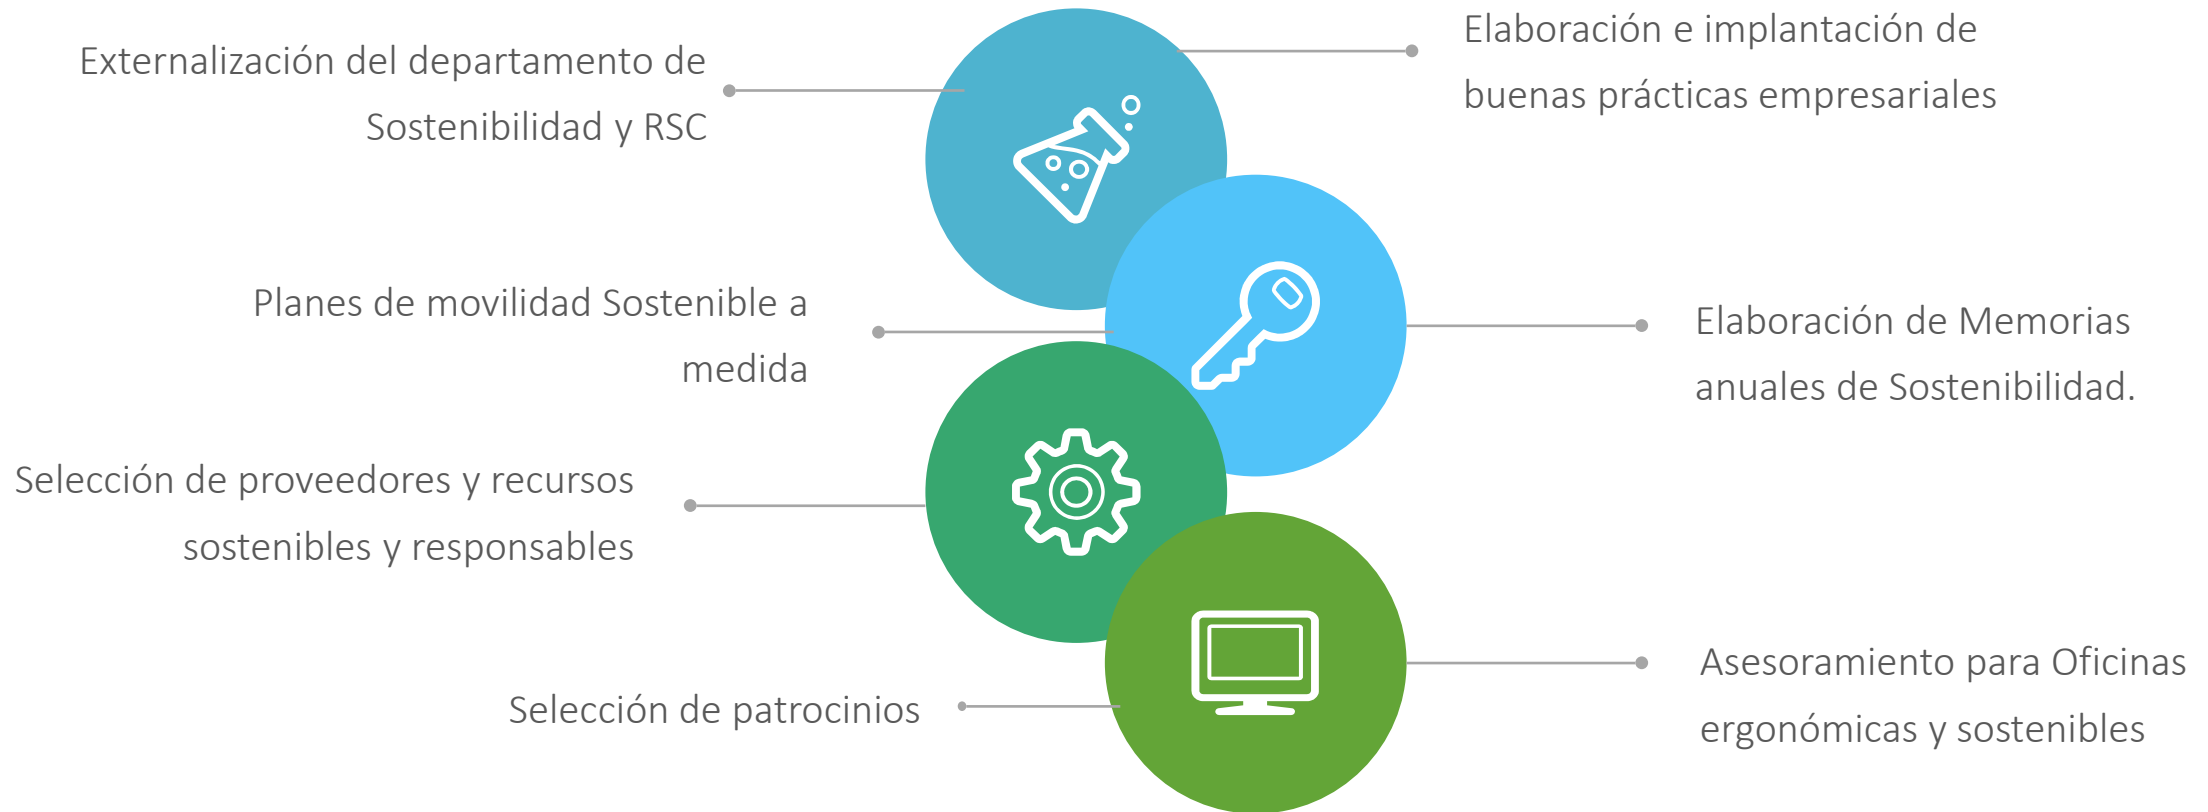 Externalización del departamento de
Sostenibilidad y RSC
Elaboración e implantación de
buenas prácticas empresariales
Planes de movilidad Sostenible a
medida
Elaboración de Memorias
anuales de Sostenibilidad.
Selección de proveedores y recursos
sostenibles y responsables
Selección de patrocinios
Asesoramiento para Oficinas
ergonómicas y sostenibles